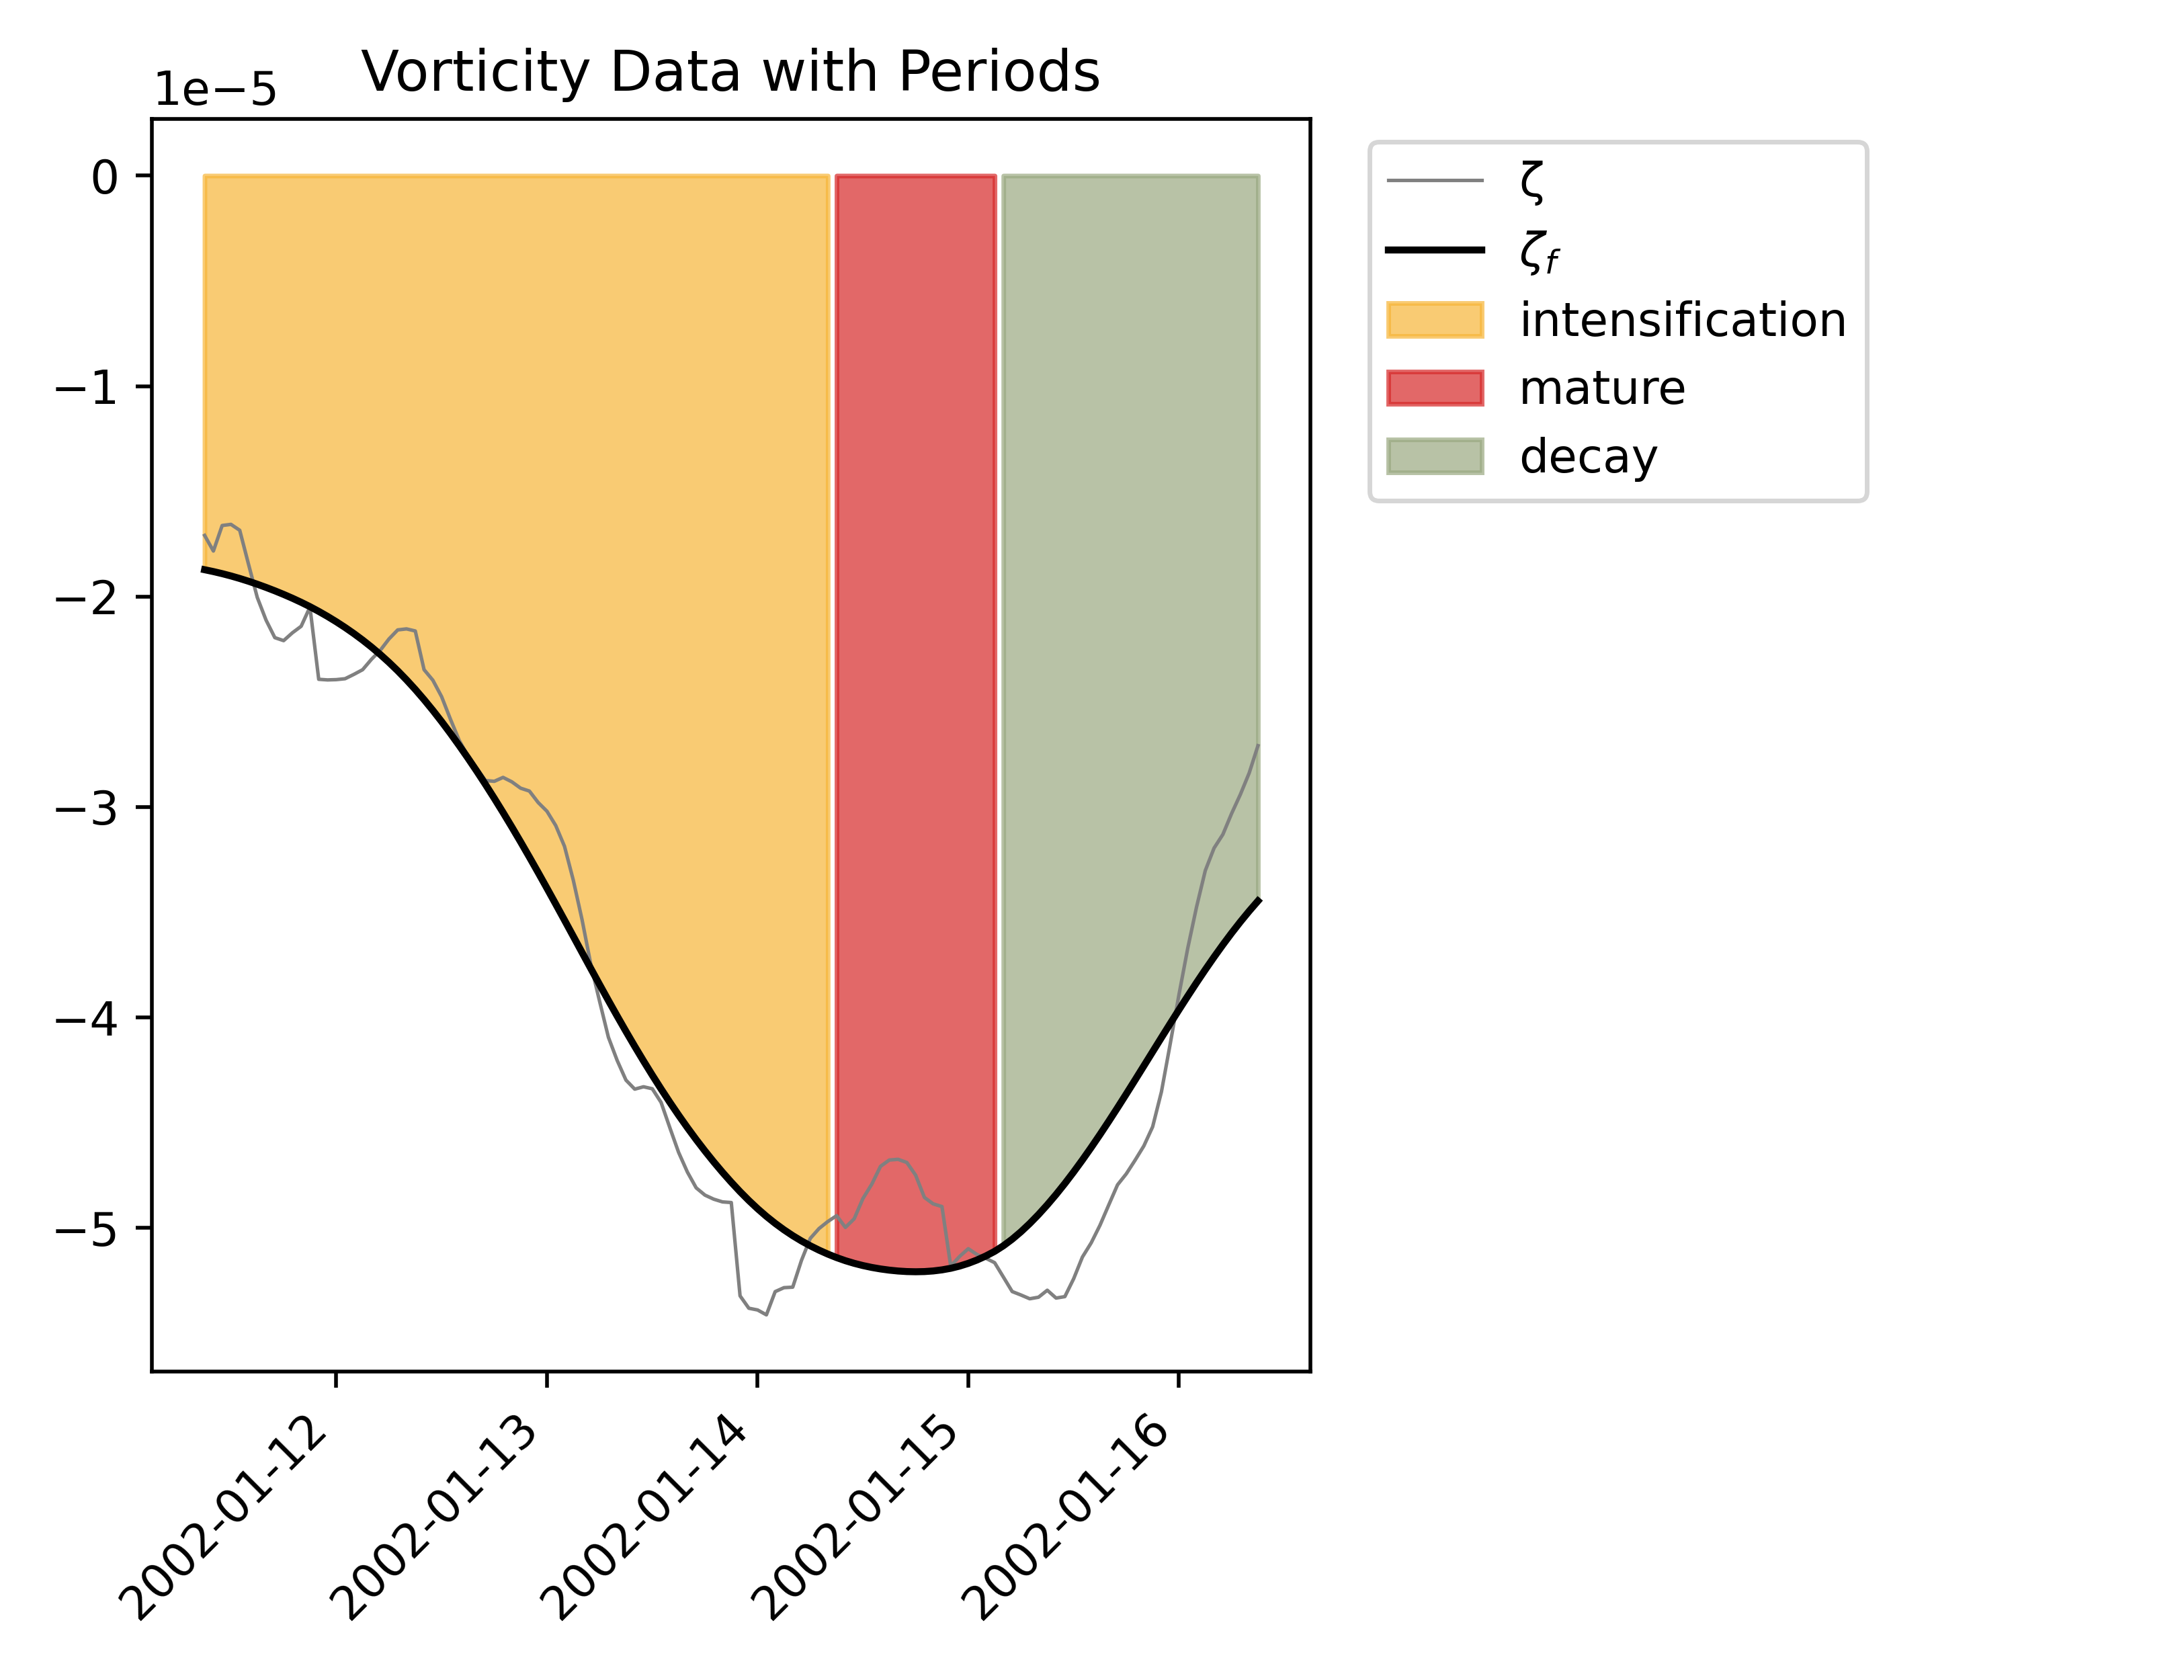 Vorticity Data with Periods
1e−5
0
−1
−2
−3
−4
−5
2002-01-12
2002-01-13
2002-01-14
2002-01-15
2002-01-16
ζ
ζf
intensification
mature
decay